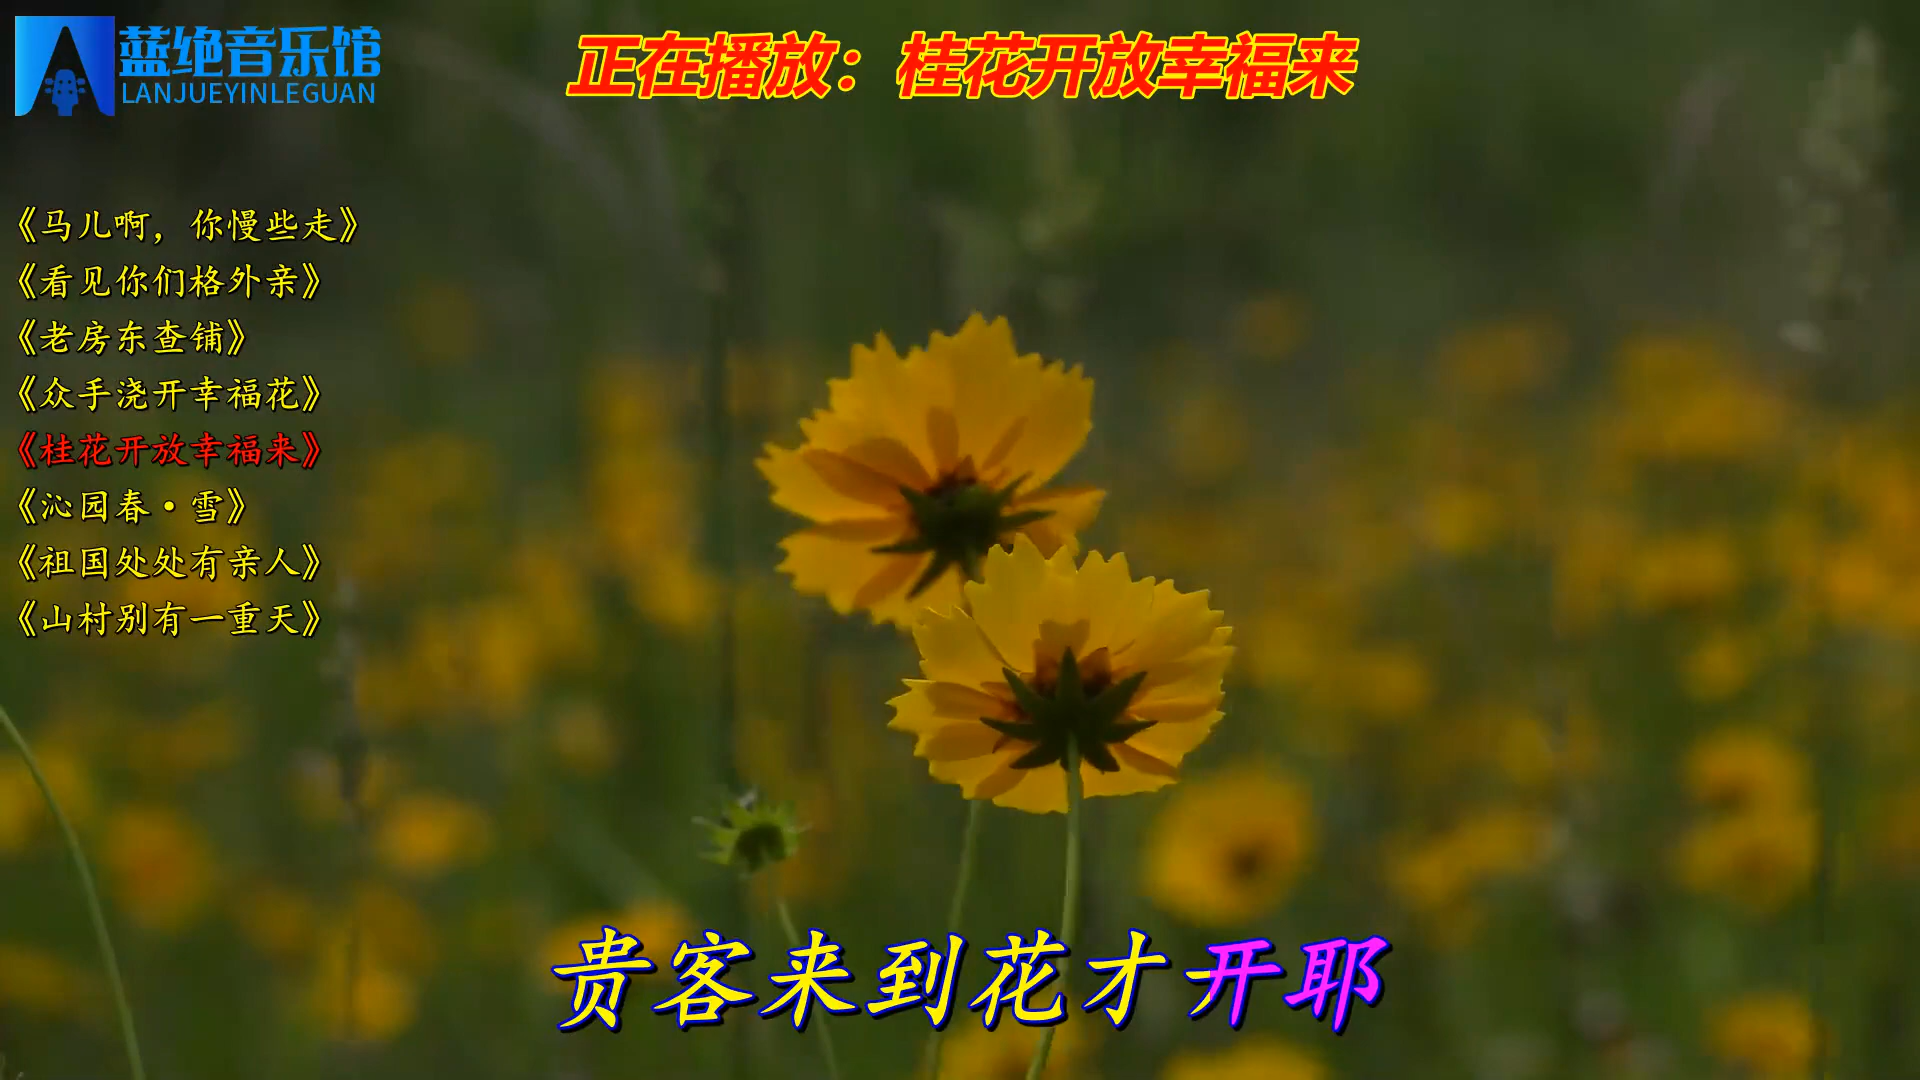 蓝绝音乐馆
LANJUEYINLEGUAN
正在播放：桂花开放幸福来
《马儿啊，你慢些走》
《看见你们格外亲》
《老房东查铺》
《众手浇开幸福花》
《桂花开放幸福来》
《沁园春·雪》
《祖国处处有亲人》
《山村别有一重天》
贵客来到花才开耶